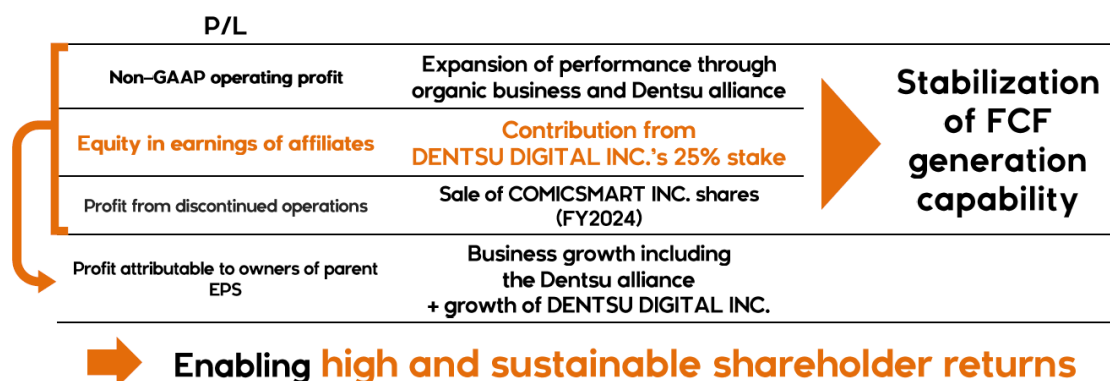 P/L
Non-GAAP operating profit
Expansion of performance through
organic business and Dentsu alliance
Equity in earnings of affiliates
Contribution from
DENTSU DIGITAL INC.'s 25% stake
Profit from discontinued operations
Sale of COMICSMART INC. shares
(FY2024)
Stabilization
of FCF
generation
capability
Profit attributable to owners of parent
EPS
Business growth including
the Dentsu alliance
+ growth of DENTSU DIGITAL INC.
Enabling high and sustainable shareholder returns